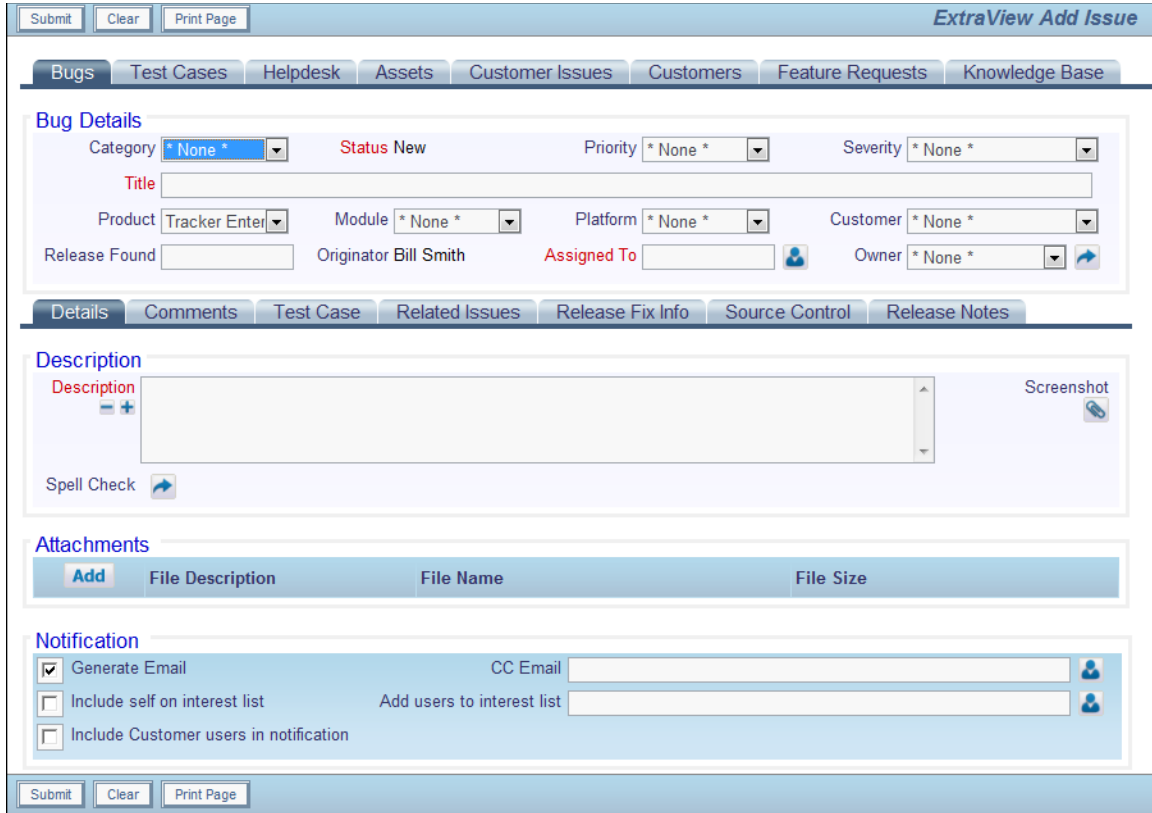 Submit Clear Print Page ExtraView Add Issue
Bugs Test Cases Helpdesk Assets Customer Issues Customers Feature Requests Knowledge Base
Bug Details
Category * None * Status New Priority * None * Severity * None *
Title
Product Tracker Enter Module * None * Platform * None * Customer * None *
Release Found Originator Bill Smith Assigned To Owner * None *
Details Comments Test Case Related Issues Release Fix Info Source Control Release Notes
Description
Description Screenshot
Spell Check
Attachments
Add File Description File Name File Size
Notification
Generate Email CC Email
Include self on interest list Add users to interest list
Include Customer users in notification
Submit Clear Print Page